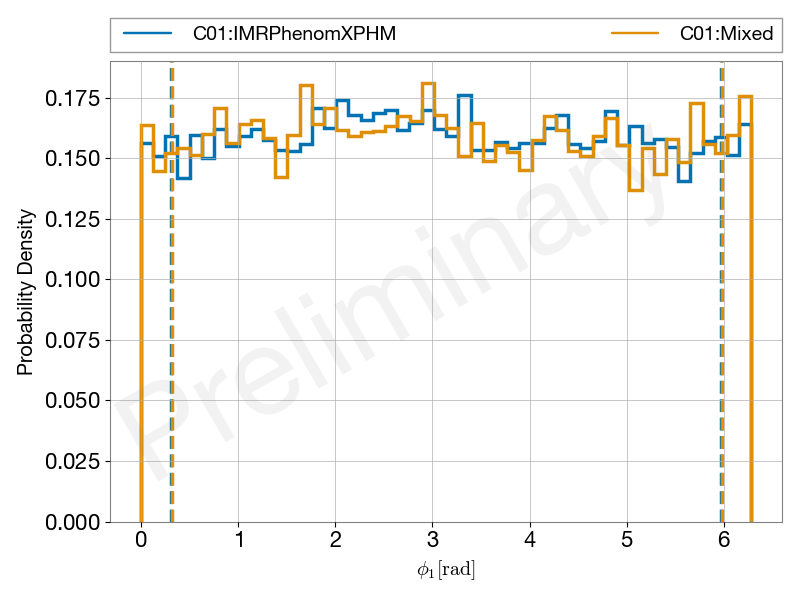 C01:IMRPhenomXPHM C01:Mixed
0.175
0.150
0.125
0.100
0.075
0.050
0.025
0.000
Probability Density
Preliminary
0 1 2 3 4 5 6
ϕ₁[rad]